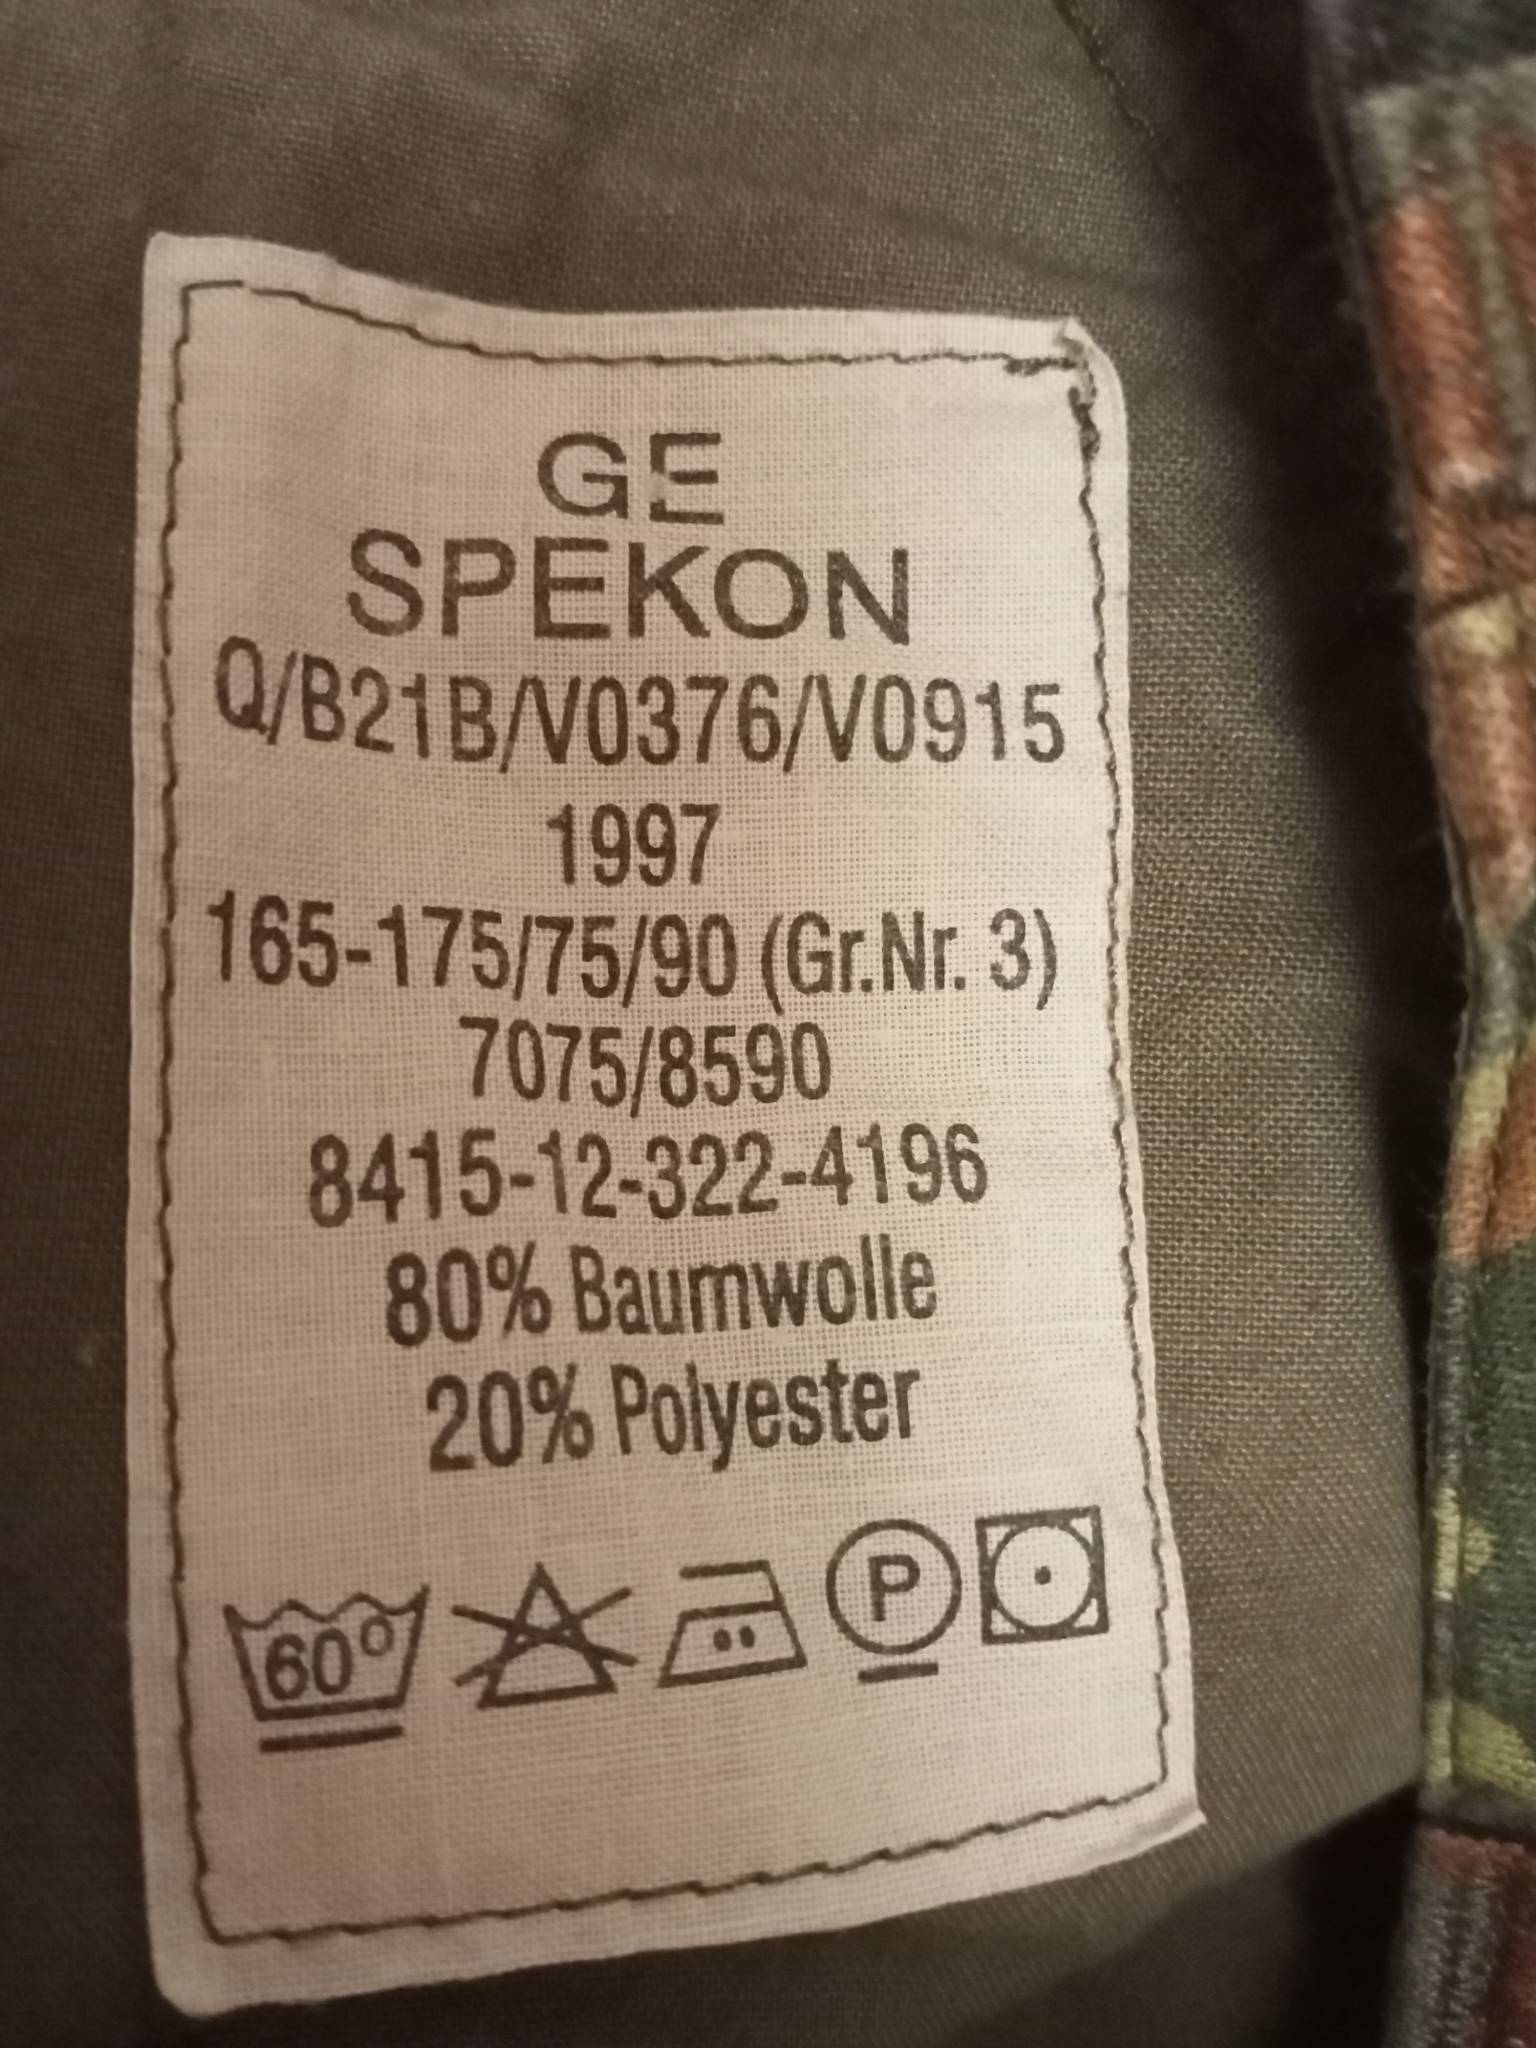 GE
SPEKON
Q/B21B/V0376/V0915
1997
165-175/75/90 (Gr.Nr. 3)
7075/8590
8415-12-322-4196
80% Baumwolle
20% Polyester
60° P